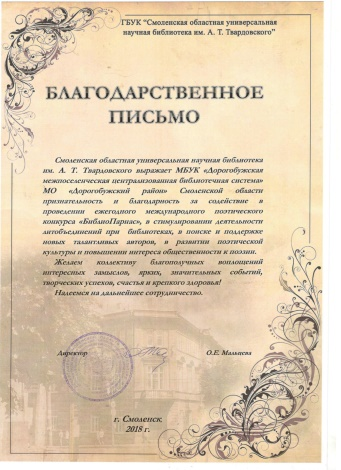 ГБУК "Смоленская областная универсальная
научная библиотека им. А. Т. Твардовского"
БЛАГОДАРСТВЕННОЕ
ПИСЬМО
Смоленская областная универсальная научная библиотека
им. А. Т. Твардовского выражает МБУК «Дорогобужская
межпоселенческая централизованная библиотечная система»
МО «Дорогобужский район» Смоленской области
признательность и благодарность за содействие в
проведении ежегодного международного поэтического
конкурса «БиблиоПарнас», в стимулировании деятельности
литобъединений при библиотеках, в поиске и поддержке
новых талантливых авторов, в развитии поэтической
культуры и повышении интереса общественности к поэзии.
Желаем коллективу благополучных воплощений
интересных замыслов, ярких, значительных событий,
творческих успехов, счастья и крепкого здоровья!
Надеемся на дальнейшее сотрудничество.
Директор О.Е. Мальцева
г. Смоленск
2018 г.